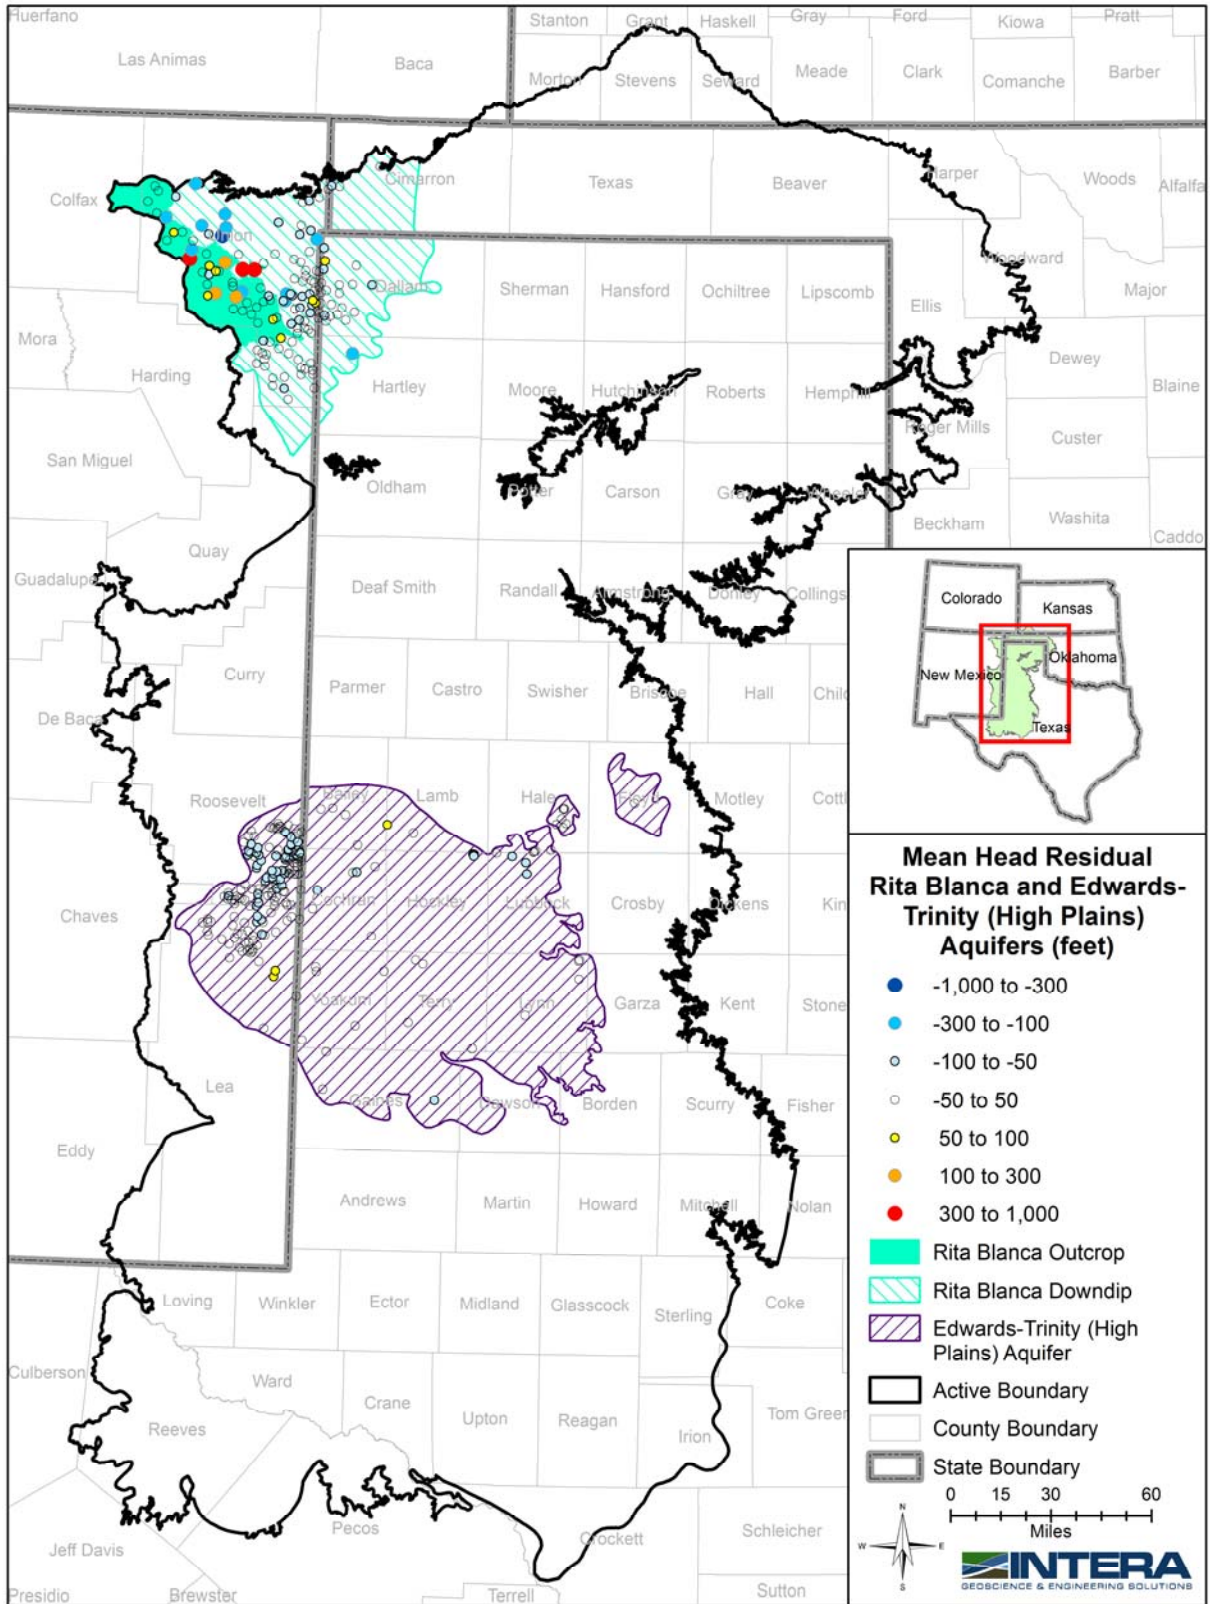 Huerfano
Stanton
Grant
Haskell
Gray
Ford
Kiowa
Pratt
Las Animas
Baca
Morton
Stevens
Seward
Meade
Clark
Comanche
Barber
Colfax
Union
Cimarron
Texas
Beaver
Harper
Woods
Alfalfa
Woodward
Dallam
Sherman
Hansford
Ochiltree
Lipscomb
Ellis
Major
Mora
Harding
Hartley
Moore
Hutchinson
Roberts
Hemphill
Dewey
Blaine
Roger Mills
Custer
San Miguel
Oldham
Potter
Carson
Gray
Wheeler
Beckham
Washita
Caddo
Quay
Guadalupe
Deaf Smith
Randall
Armstrong
Donley
Collings
Curry
Parmer
Castro
Swisher
Briscoe
Hall
Child
De Baca
Roosevelt
Bailey
Lamb
Hale
Floyd
Motley
Cottl
Chaves
Cochran
Hockley
Lubbock
Crosby
Dickens
Kin
Yoakum
Terry
Lynn
Garza
Kent
Stone
Lea
Gaines
Dawson
Borden
Scurry
Fisher
Eddy
Andrews
Martin
Howard
Mitchell
Nolan
Loving
Winkler
Ector
Midland
Glasscock
Sterling
Coke
Culberson
Ward
Reeves
Crane
Upton
Reagan
Irion
Tom Green
Pecos
Crockett
Schleicher
Jeff Davis
Presidio
Brewster
Terrell
Sutton
Colorado
Kansas
New Mexico
Oklahoma
Texas
Mean Head Residual
Rita Blanca and Edwards-
Trinity (High Plains)
Aquifers (feet)
-1,000 to -300
-300 to -100
-100 to -50
-50 to 50
50 to 100
100 to 300
300 to 1,000
Rita Blanca Outcrop
Rita Blanca Downdip
Edwards-Trinity (High
Plains) Aquifer
Active Boundary
County Boundary
State Boundary
0 15 30 60
Miles
N
W E
S
INTERA
GEOSCIENCE & ENGINEERING SOLUTIONS